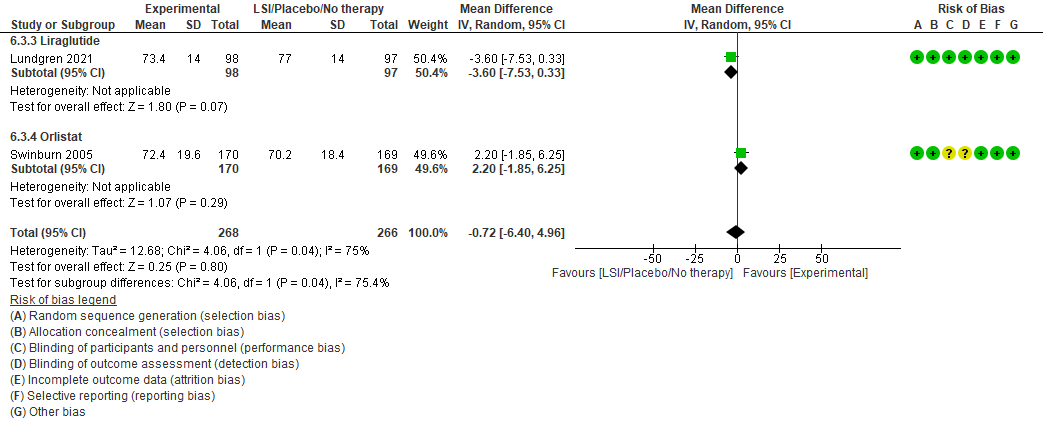 Experimental LSI/Placebo/No therapy Mean Difference Mean Difference Risk of Bias
Study or Subgroup Mean SD Total Mean SD Total Weight IV, Random, 95% CI IV, Random, 95% CI A B C D E F G
6.3.3 Liraglutide
Lundgren 2021 73.4 14 98 77 14 97 50.4% -3.60 [-7.53, 0.33] + + + + + + +
Subtotal (95% CI) 98 97 50.4% -3.60 [-7.53, 0.33]
Heterogeneity: Not applicable
Test for overall effect: Z = 1.80 (P = 0.07)
6.3.4 Orlistat
Swinburn 2005 72.4 19.6 170 70.2 18.4 169 49.6% 2.20 [-1.85, 6.25] + + ? ? + + +
Subtotal (95% CI) 170 169 49.6% 2.20 [-1.85, 6.25]
Heterogeneity: Not applicable
Test for overall effect: Z = 1.07 (P = 0.29)
Total (95% CI) 268 266 100.0% -0.72 [-6.40, 4.96]
Heterogeneity: Tau² = 12.68; Chi² = 4.06, df = 1 (P = 0.04); I² = 75%
Test for overall effect: Z = 0.25 (P = 0.80)
Test for subgroup differences: Chi² = 4.06, df = 1 (P = 0.04), I² = 75.4%
-50 -25 0 25 50
Favours [LSI/Placebo/No therapy] Favours [Experimental]
Risk of bias legend
(A) Random sequence generation (selection bias)
(B) Allocation concealment (selection bias)
(C) Blinding of participants and personnel (performance bias)
(D) Blinding of outcome assessment (detection bias)
(E) Incomplete outcome data (attrition bias)
(F) Selective reporting (reporting bias)
(G) Other bias